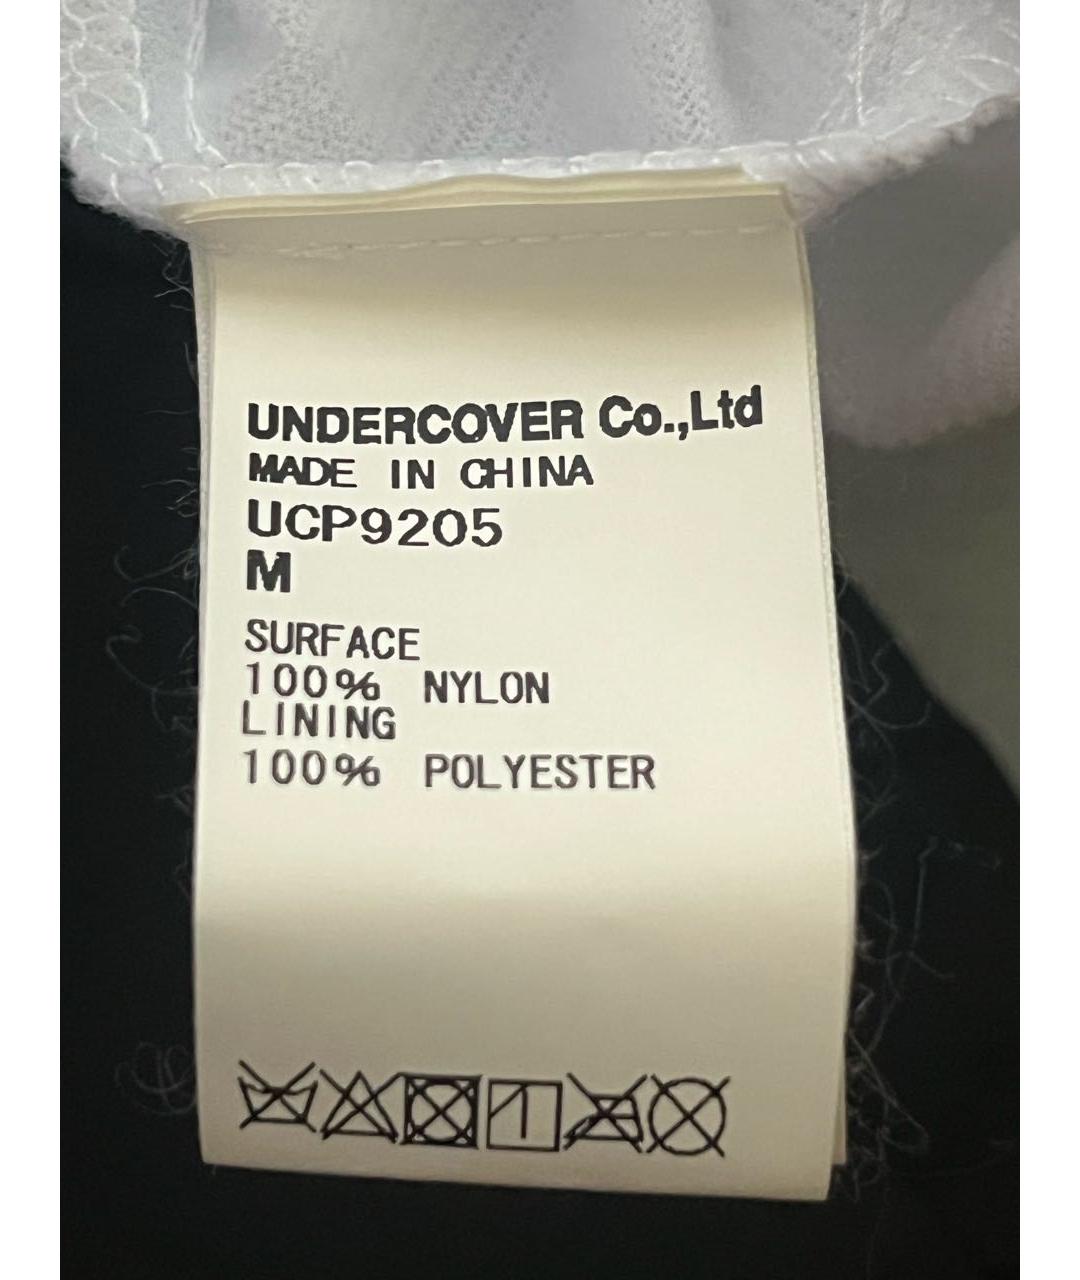 UNDERCOVER Co.,Ltd
MADE IN CHINA
UCP9205
M
SURFACE
100% NYLON
LINING
100% POLYESTER